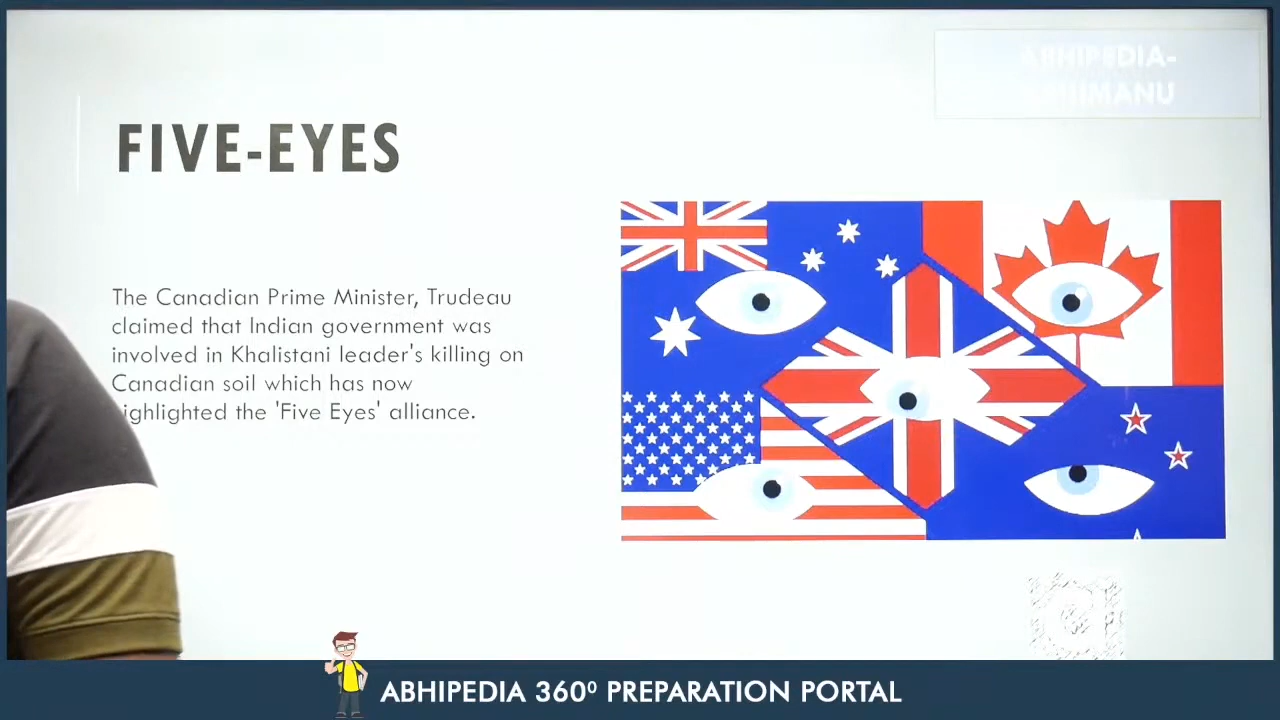 ABHIPEDIA-
FIVE-EYES
The Canadian Prime Minister, Trudeau
claimed that Indian government was
involved in Khalistani leader's killing on
Canadian soil which has now
ighlighted the 'Five Eyes' alliance.
ABHIPEDIA 360⁰ PREPARATION PORTAL